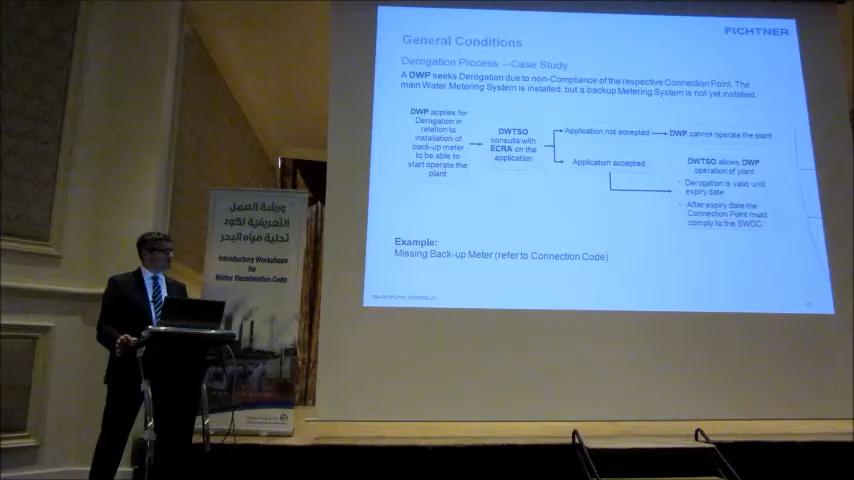 FICHTNER
General Conditions
Derogation Process – Case Study
A DWP seeks Derogation due to non-Compliance of the respective Connection Point. The
main Water Metering System is installed, but a backup Metering System is not yet installed.
DWP applies for
Derogation in
relation to
installation of
back-up meter
to be able to
start operate the
plant
DWTSO
consults with
ECRA on the
application
Application not accepted
DWP cannot operate the plant
Application accepted
DWTSO allows DWP
operation of plant
Derogation is valid until
expiry date
After expiry date the
Connection Point must
comply to the SWDC.
Example:
Missing Back-up Meter (refer to Connection Code)
ورشة العمل
التعريفية لكود
تحلية مياه البحر
Introductory Workshops
for
Water Desalination Code